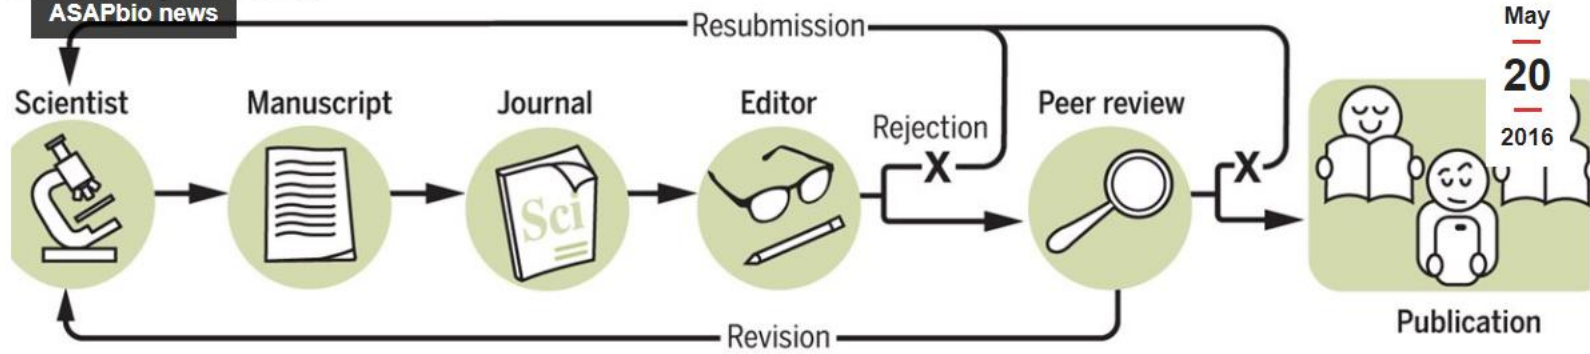 ASAPbio news
Resubmission
May
20
2016
Scientist
Manuscript
Journal
Editor
Rejection
X
Peer review
X
Sci
Publication
Revision